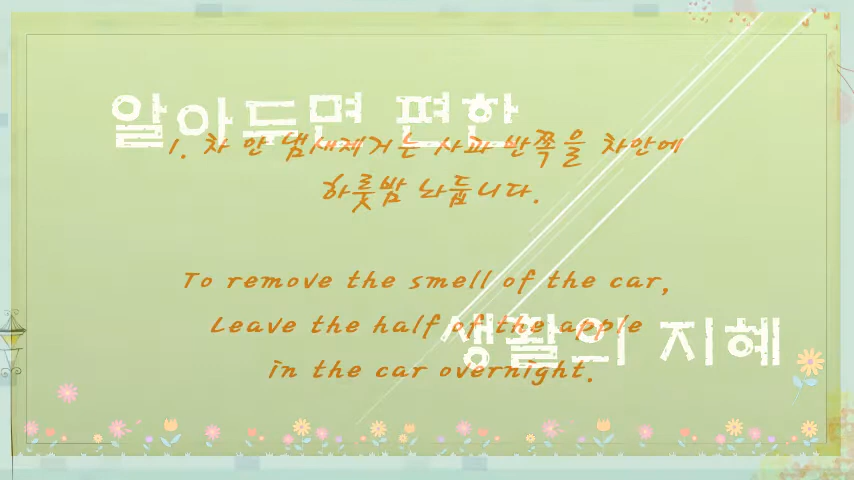 알아두면 편한
1. 차 안 냄새제거는 사과 반쪽을 차안에
하룻밤 놔둡니다.
To remove the smell of the car,
Leave the half of the apple
생활의 지혜
in the car overnight.